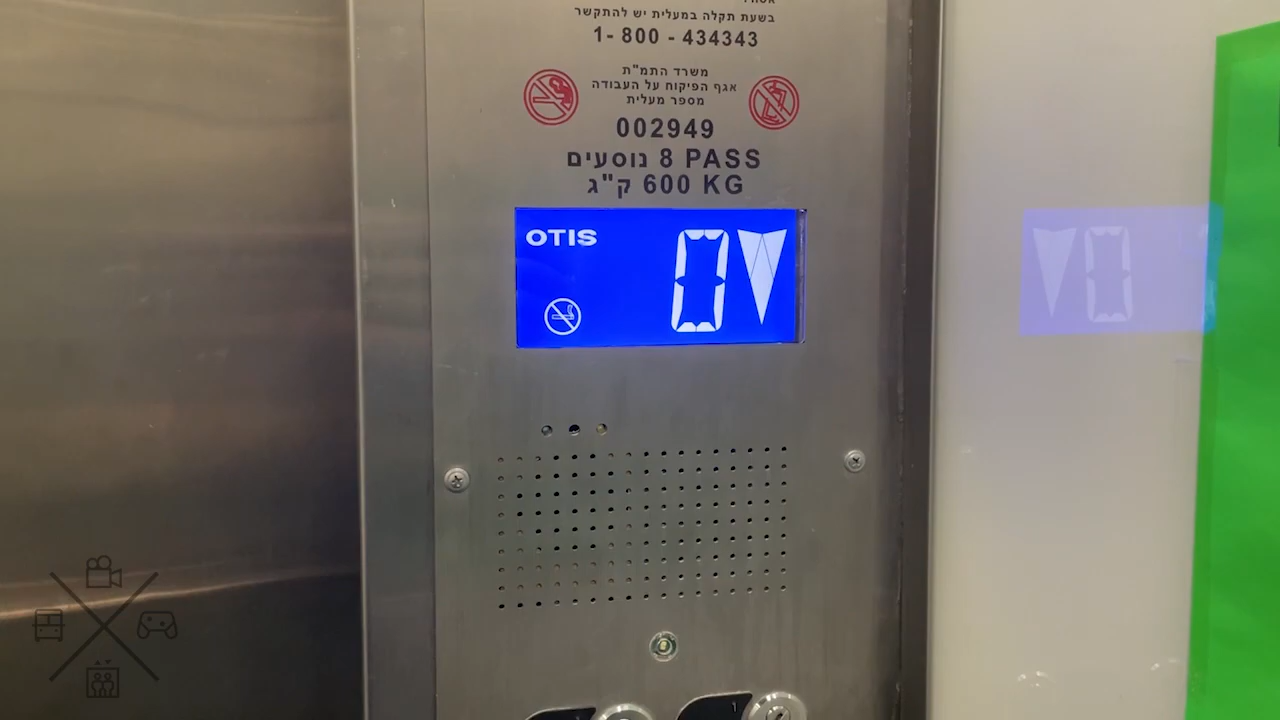 בשעת תקלה במעלית יש להתקשר
1- 800 - 434343
משרד התמ"ת
אגף הפיקוח על העבודה
מספר מעלית
002949
8 PASS נוסעים
600 KG ק"ג
OTIS
0
1